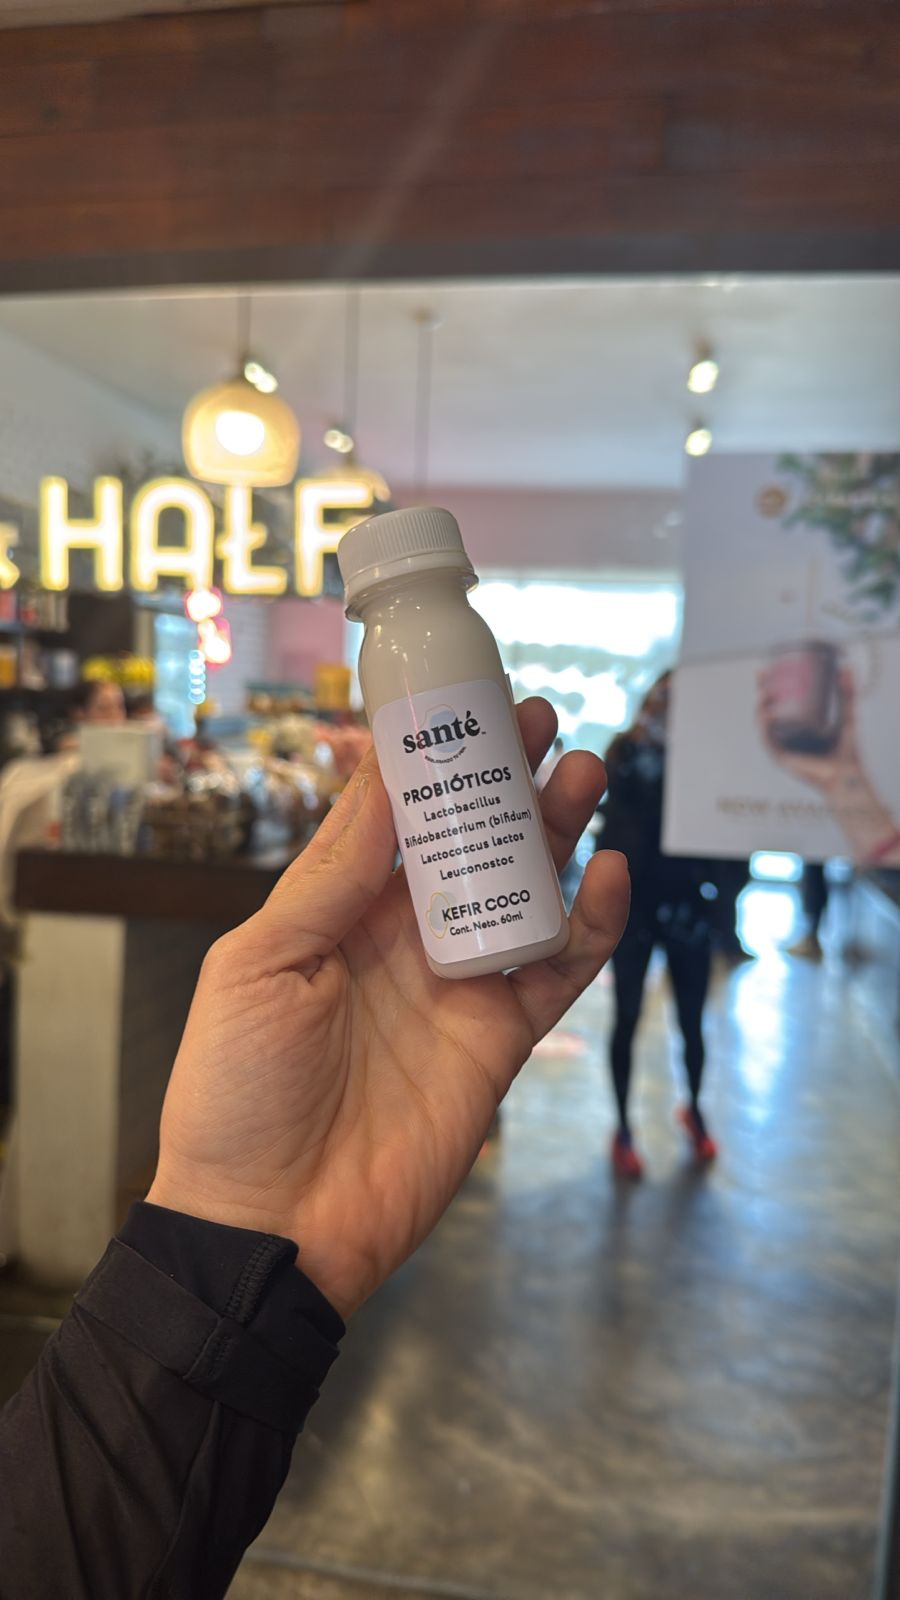 HALF
santé
PROBIÓTICOS
Lactobacillus
Bifidobacterium (bifidum)
Lactococcus lactos
Leuconostoc
KEFIR COCO
Cont. Neto. 60ml